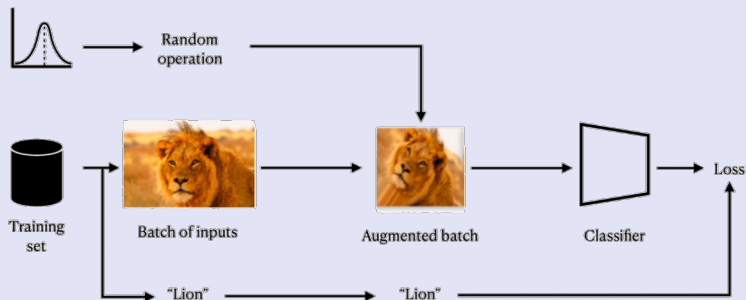 Random
operation
Loss
Training
set
Batch of inputs
Augmented batch
Classifier
“Lion”
“Lion”